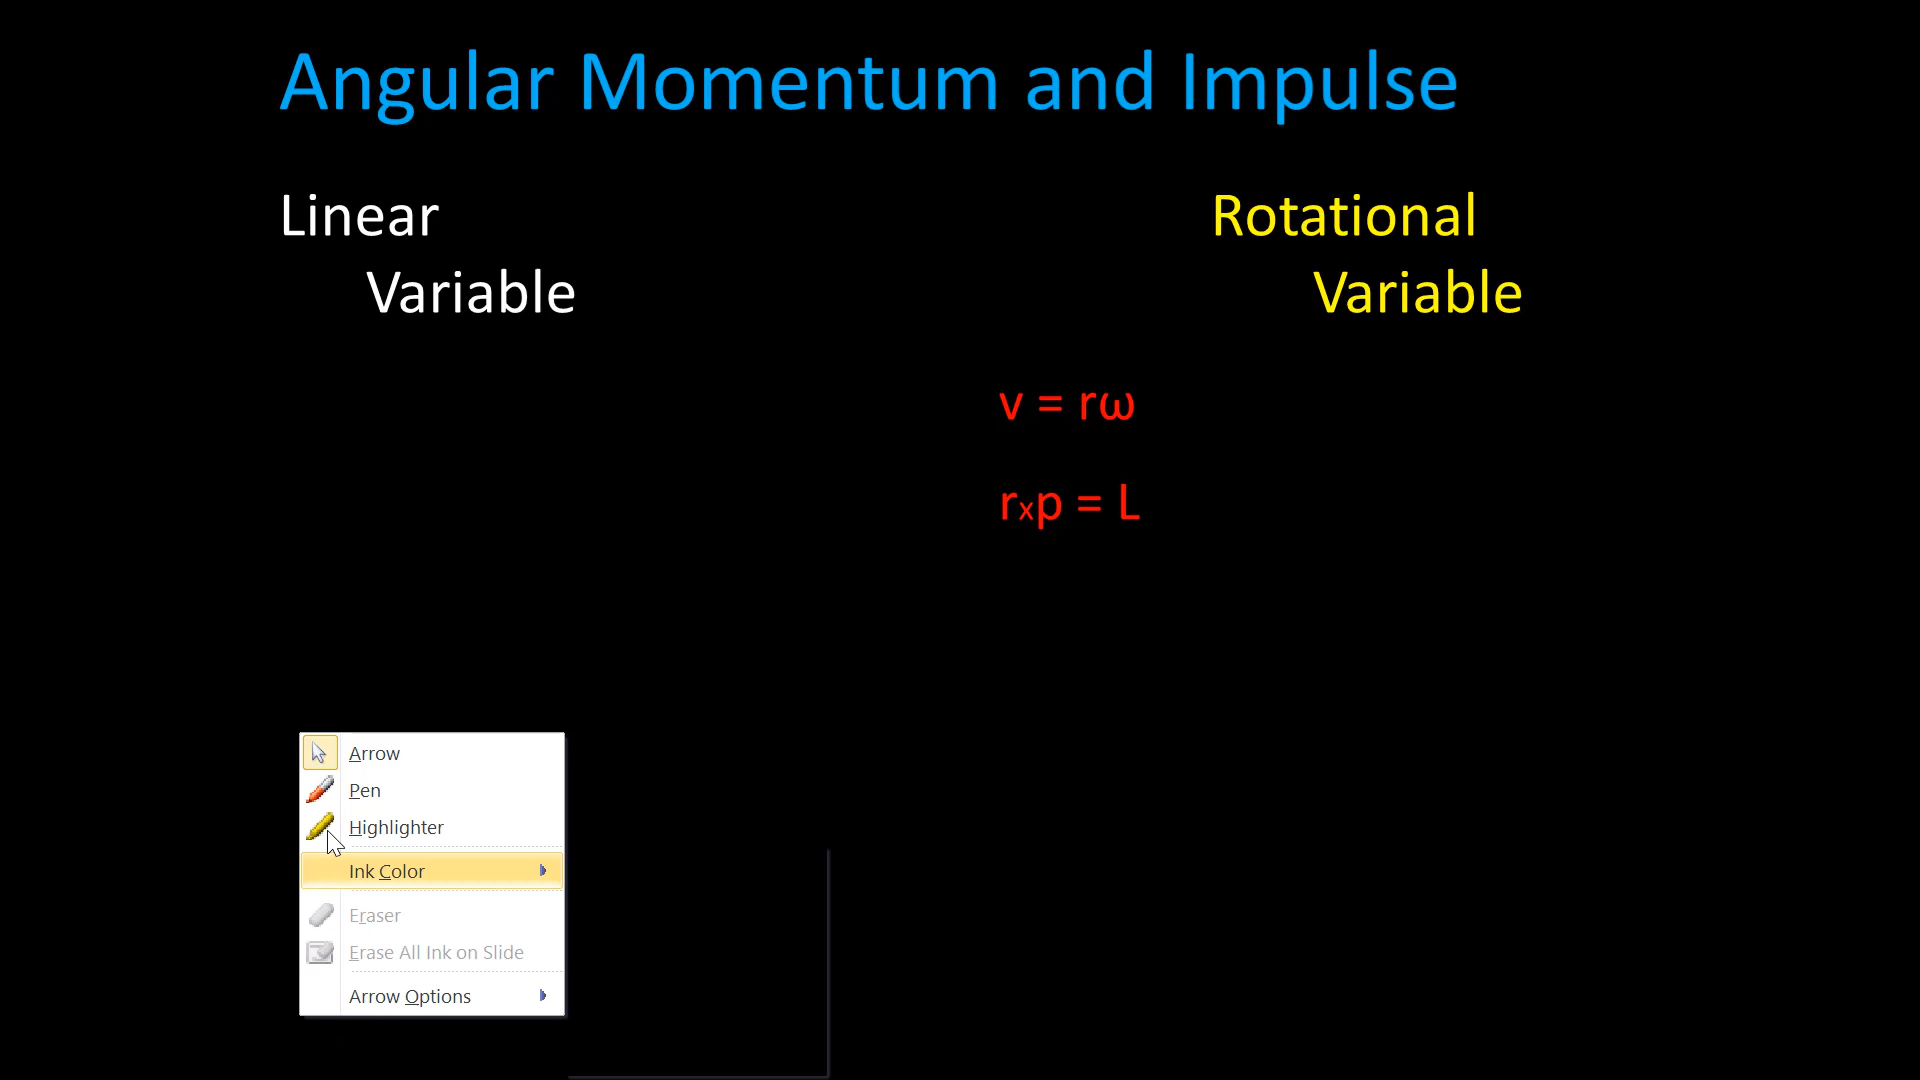 Angular Momentum and Impulse
Linear
Variable
Rotational
Variable
v = rω
rxp = L
Arrow
Pen
Highlighter
Ink Color
Eraser
Erase All Ink on Slide
Arrow Options